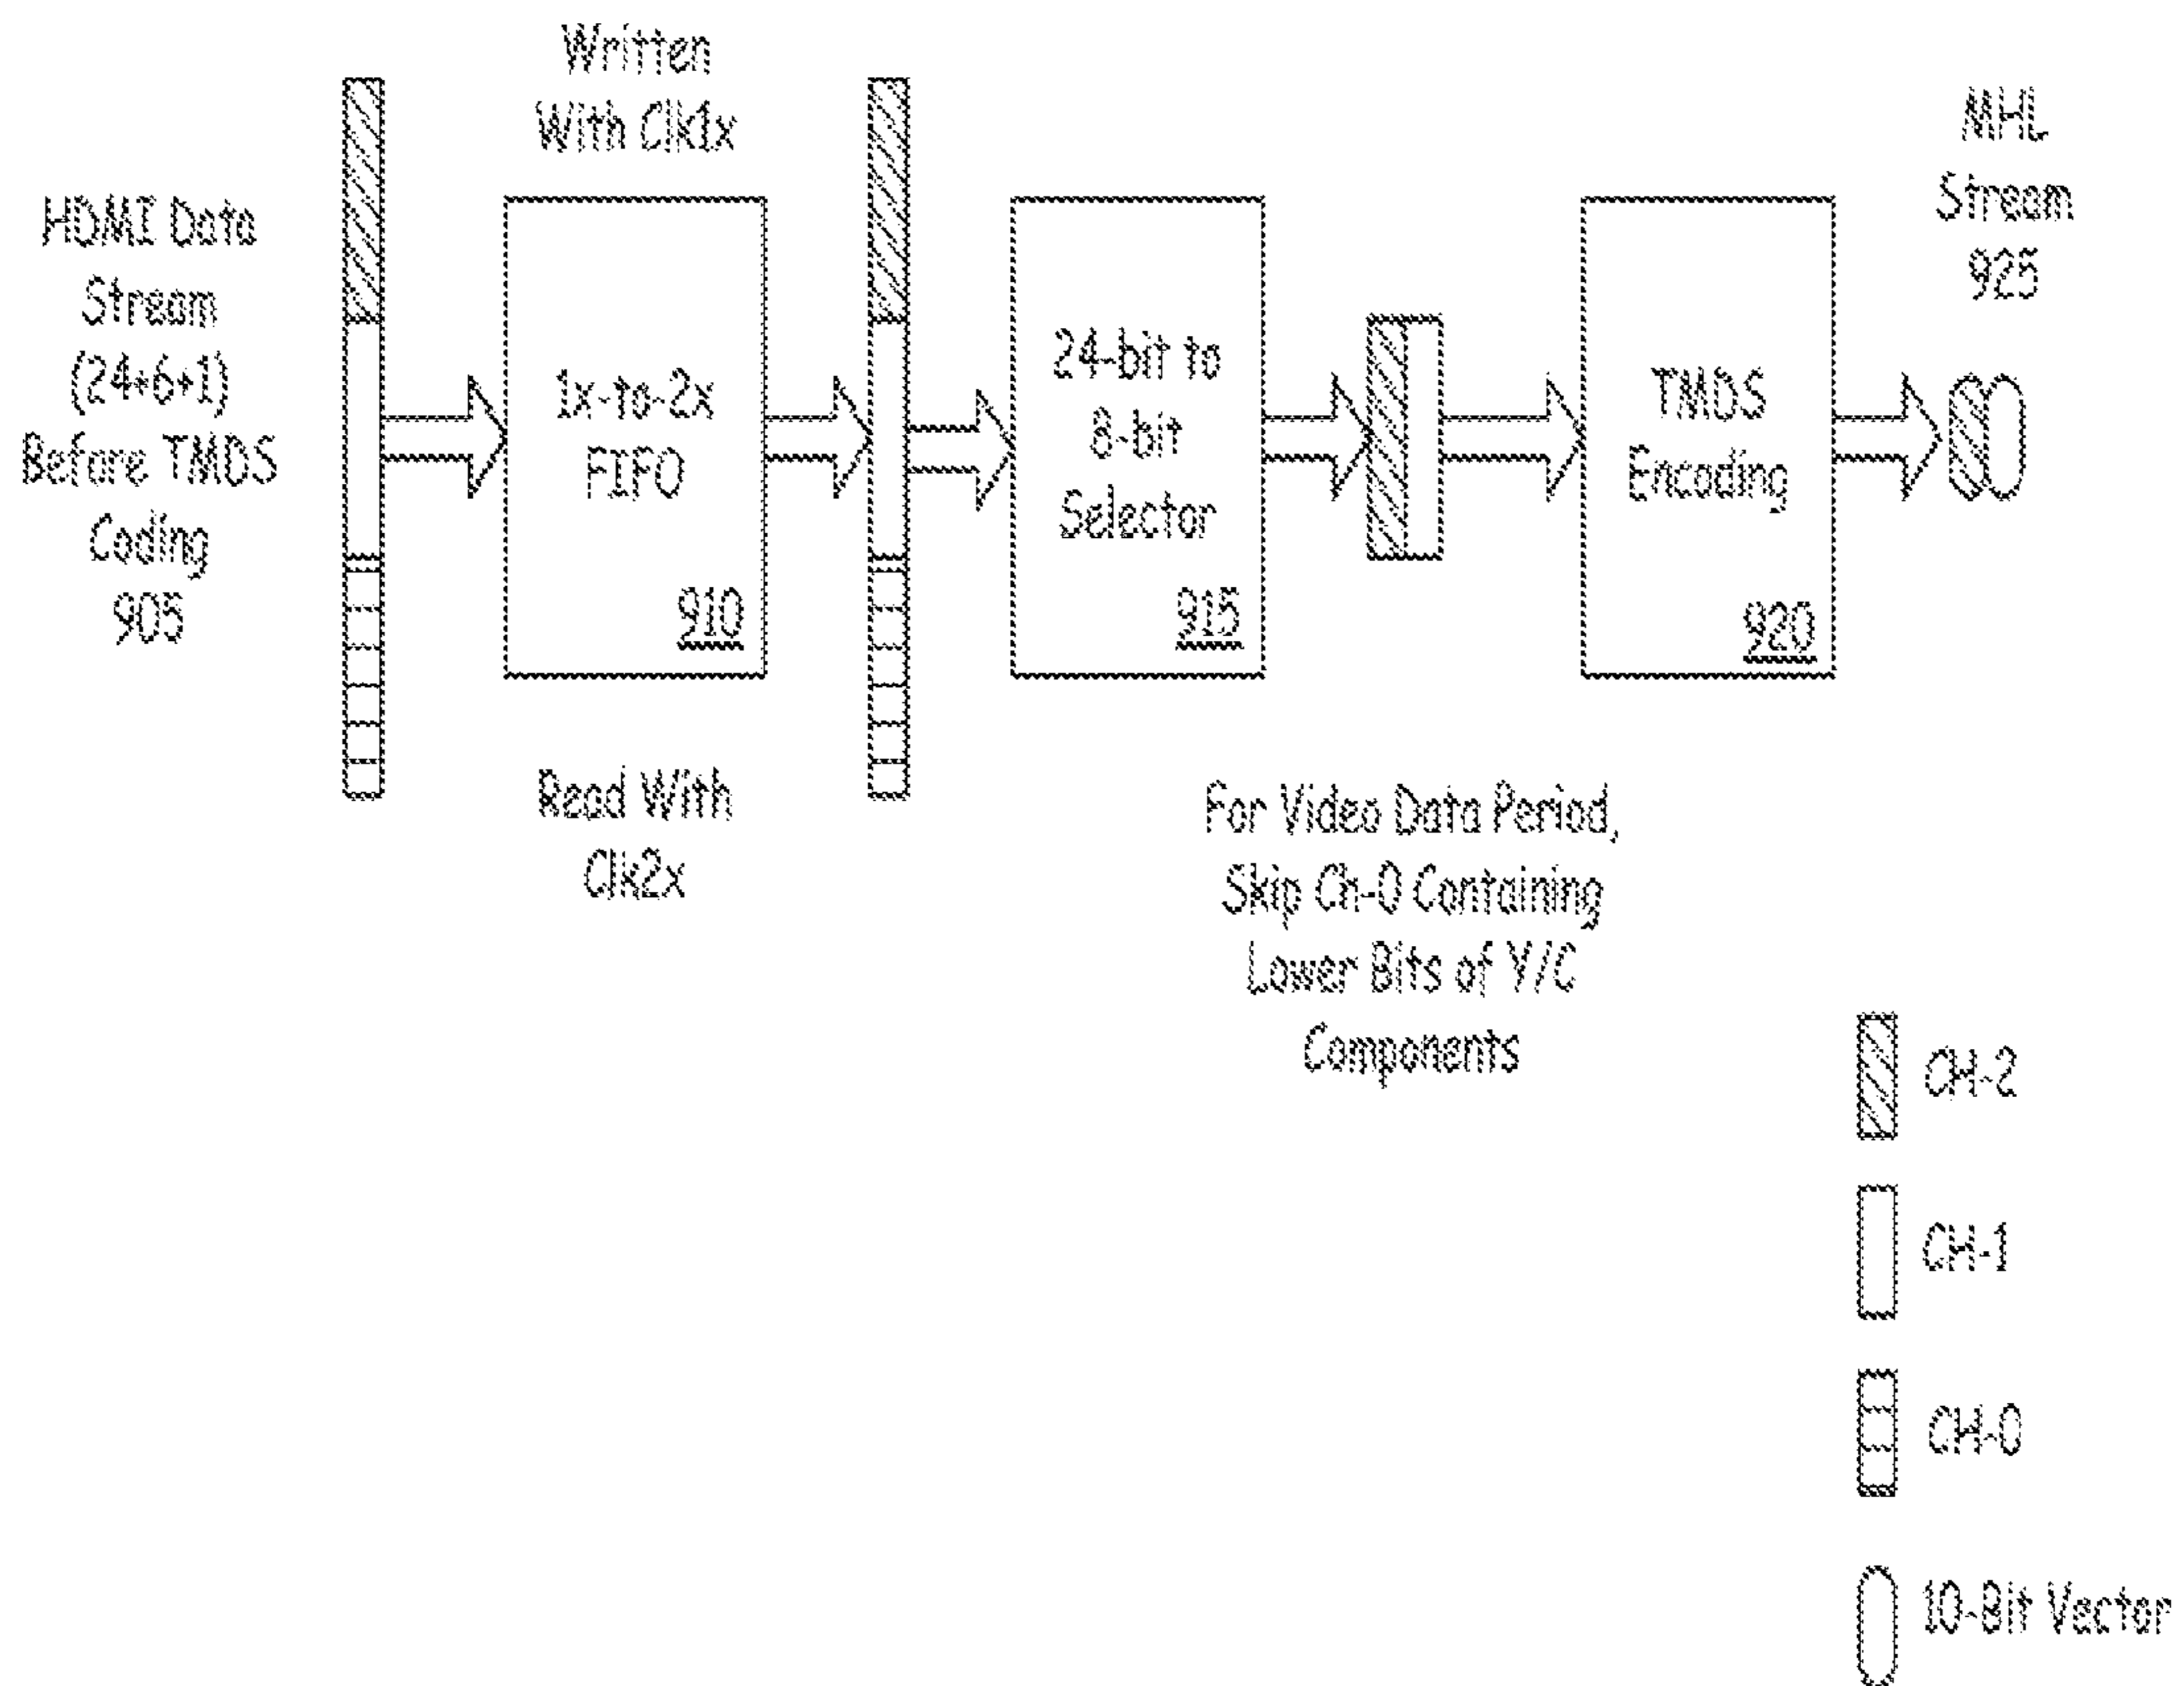 HDMI Data
Stream
(24+6+1)
Before TMDS
Coding
905
Written
With Clk1x
1x-to-2x
FIFO
910
Read With
Clk2x
24-bit to
8-bit
Selector
915
For Video Data Period,
Skip Ch-0 Containing
Lower Bits of Y/C
Components
TMDS
Encoding
920
MHL
Stream
925
CH-2
CH-1
CH-0
10-Bit Vector